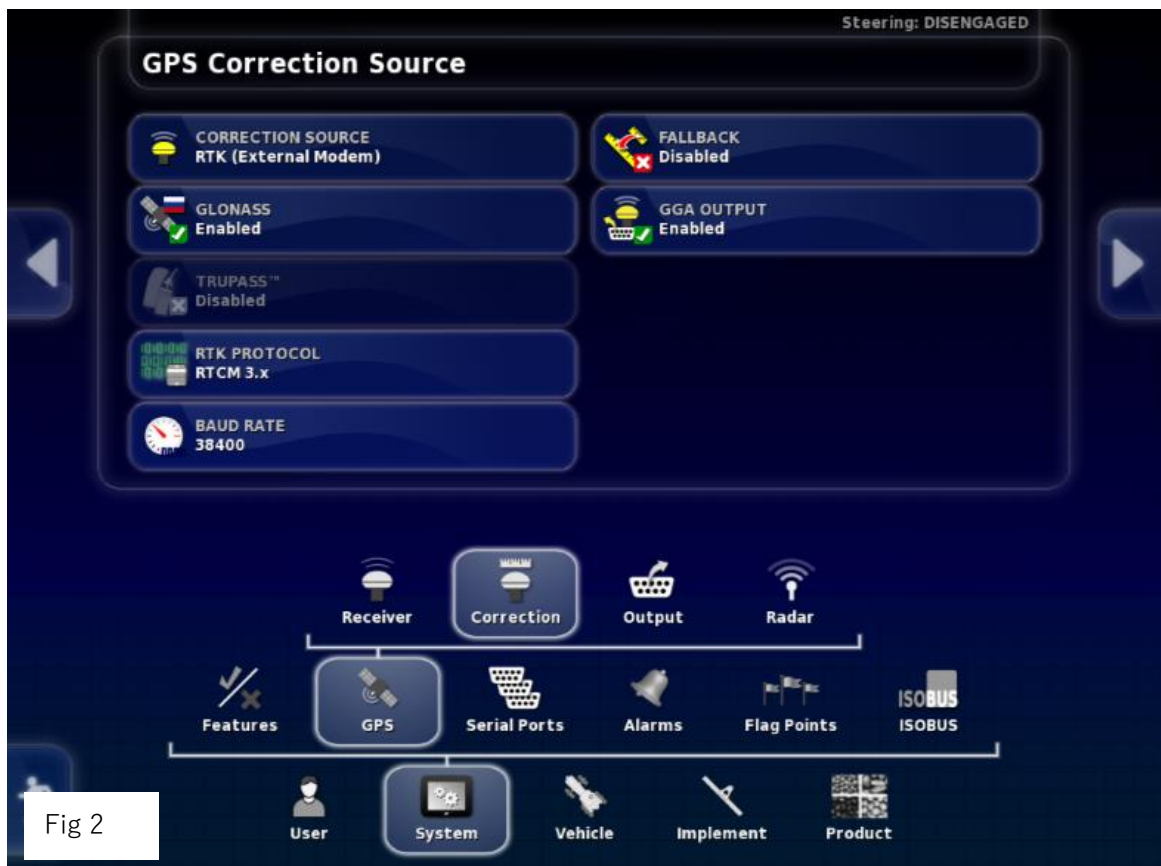 Steering: DISENGAGED
GPS Correction Source
CORRECTION SOURCE
RTK (External Modem)
FALLBACK
Disabled
GLONASS
Enabled
GGA OUTPUT
Enabled
TRUPASS™
Disabled
RTK PROTOCOL
RTCM 3.x
BAUD RATE
38400
Receiver
Correction
Output
Radar
Features
GPS
Serial Ports
Alarms
Flag Points
ISOBUS
ISOBUS
User
System
Vehicle
Implement
Product
Fig 2